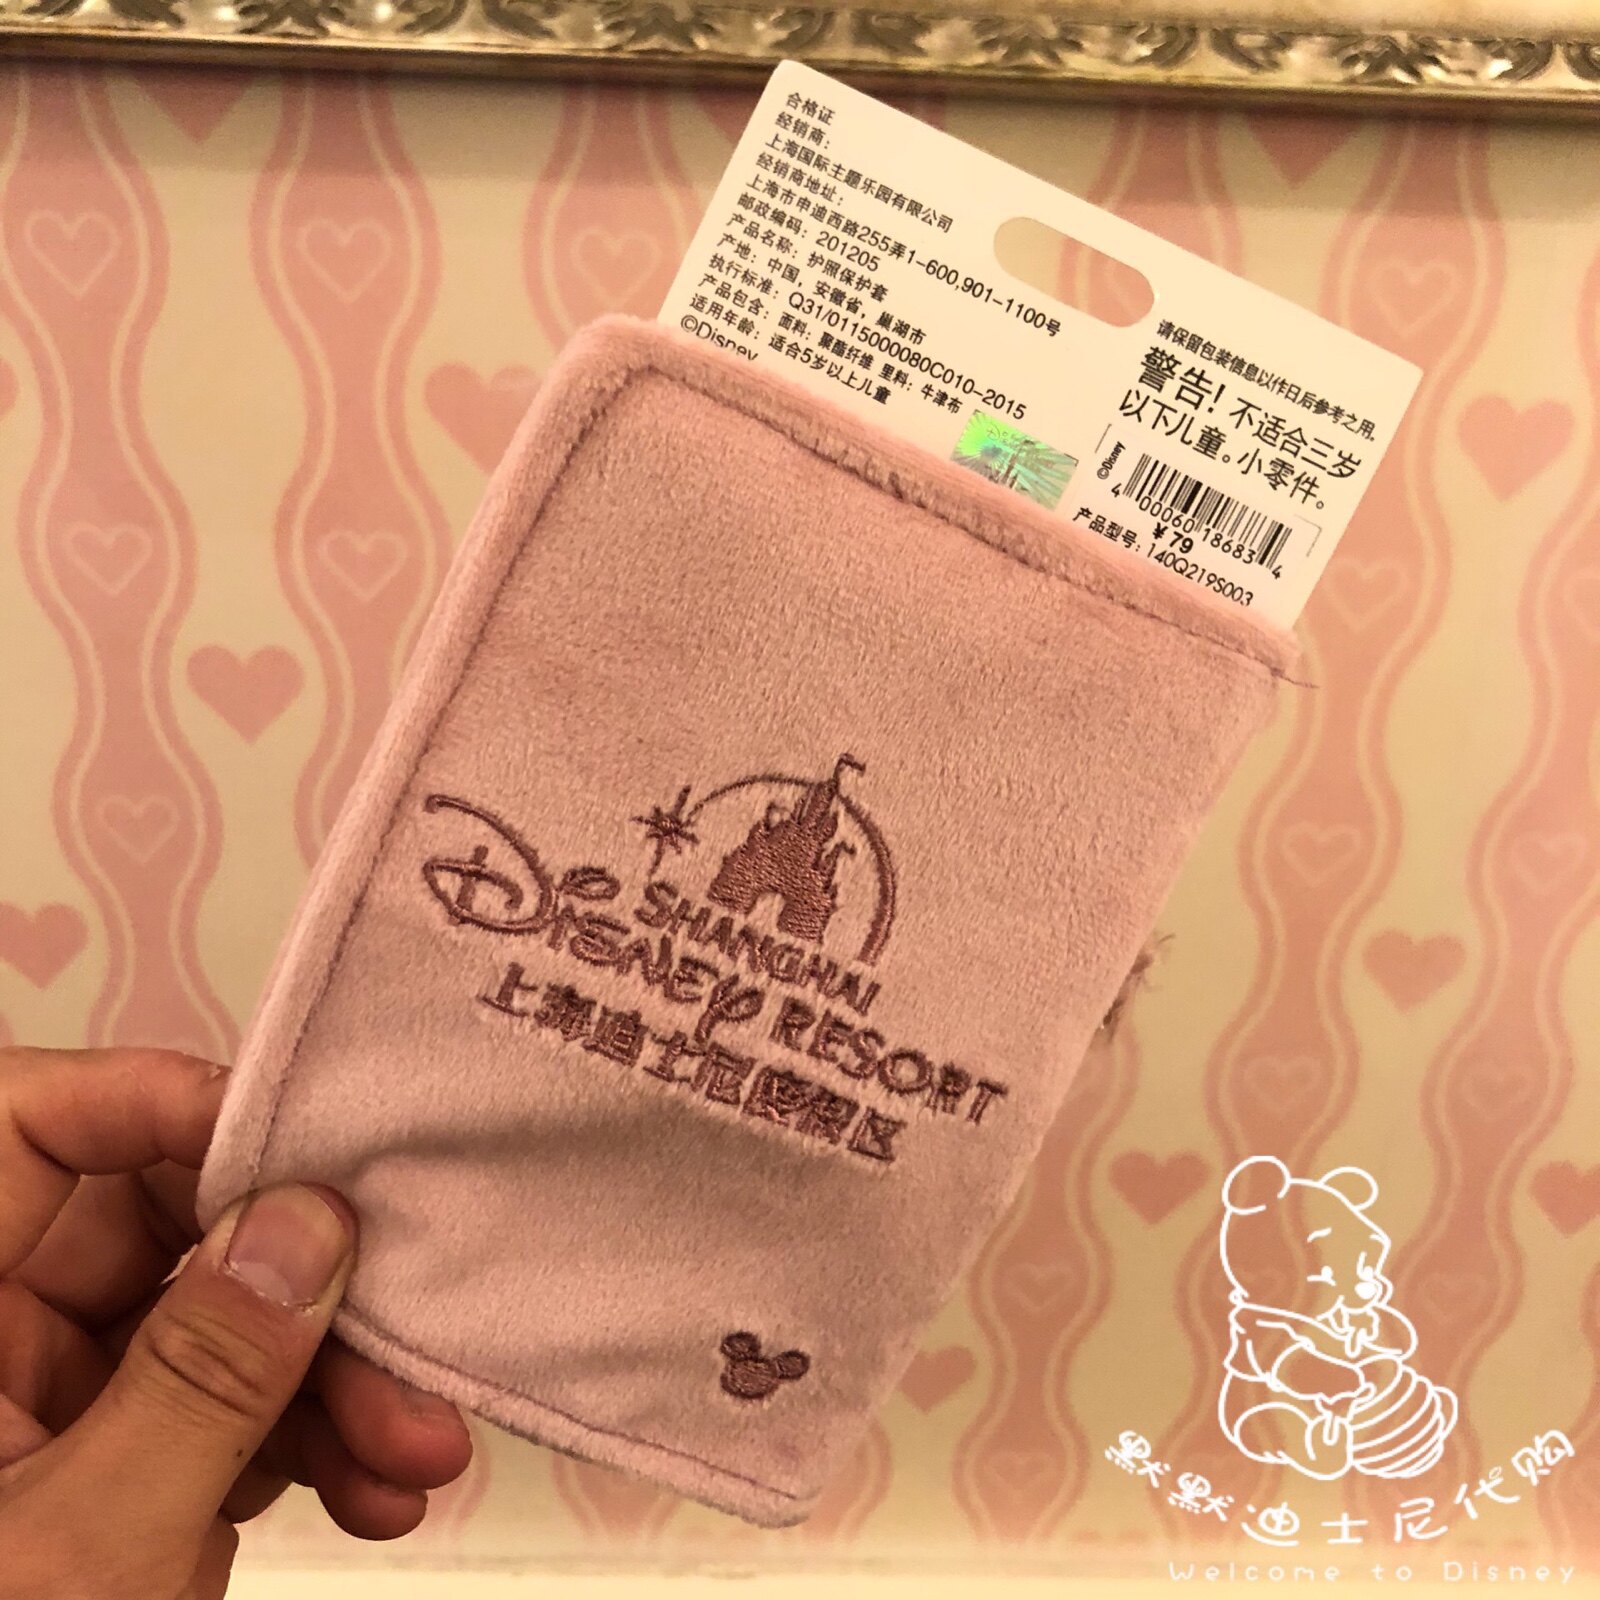 合格证
经销商：
上海国际主题乐园有限公司
经销商地址：
上海市申迪西路255弄1-600,901-1100号
邮政编码：201205
产品名称：护照保护套
产地：中国，安徽省，巢湖市
执行标准：Q31/0115000080C010-2015
产品包含：面料：聚酯纤维 里料：牛津布
适用年龄：适合5岁以上儿童
©Disney
请保留包装信息以作日后参考之用。
警告！不适合三岁
以下儿童。小零件。
©Disney
4 00060 18683 4
¥ 79
产品型号：140Q219S003
SHANGHAI
DISNEY RESORT
上海迪士尼度假区
默默迪士尼代购
Welcome to Disney